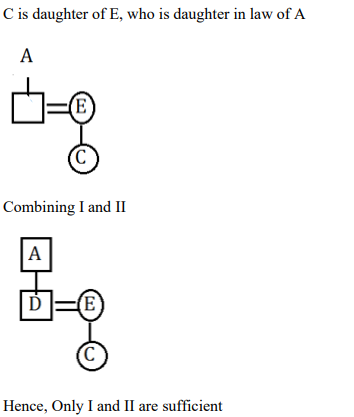 C is daughter of E, who is daughter in law of A
A
E
C
Combining I and II
A
D
E
C
Hence, Only I and II are sufficient